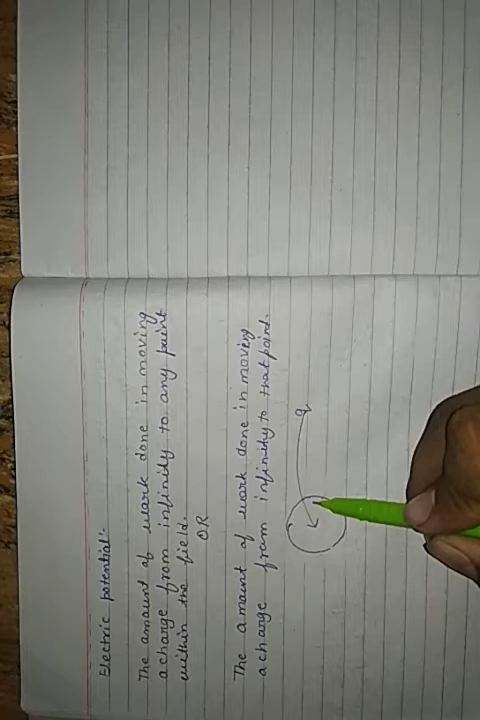 Electric potential:-
The amount of work done in moving
a charge from infinity to any point
within the field.
OR
The amount of work done in moving
a charge from infinity to that point.
q